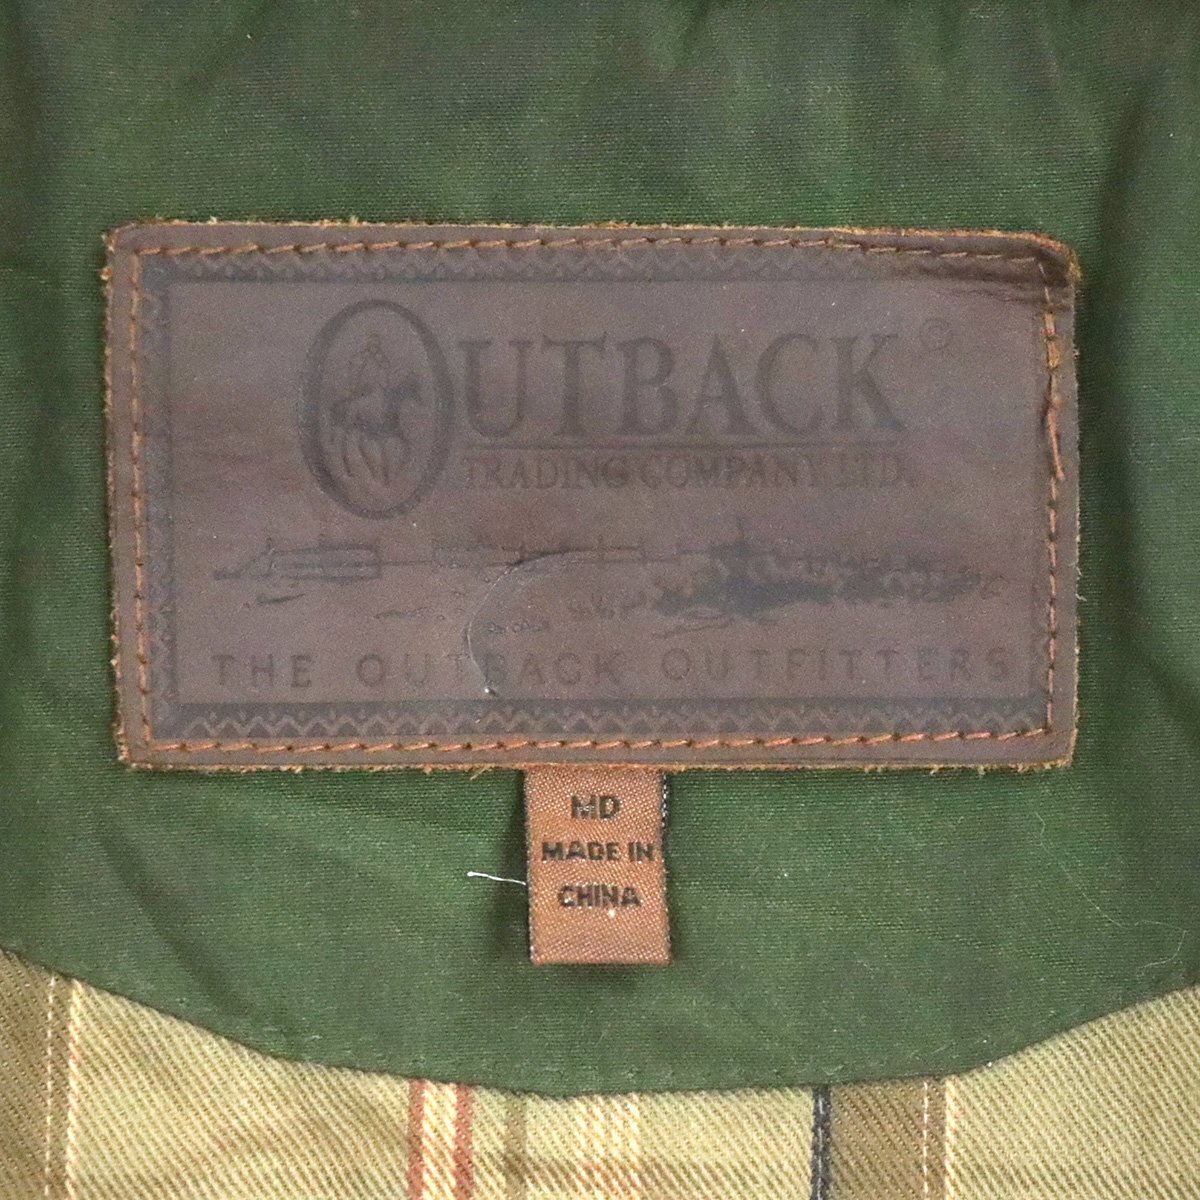 OUTBACK ©
TRADING COMPANY LTD.
THE OUTBACK OUTFITTERS
MD
MADE IN
CHINA